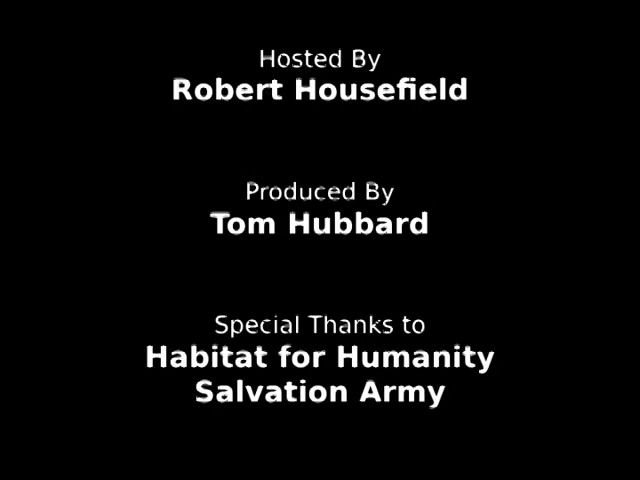 Hosted By
Robert Housefield
Produced By
Tom Hubbard
Special Thanks to
Habitat for Humanity
Salvation Army